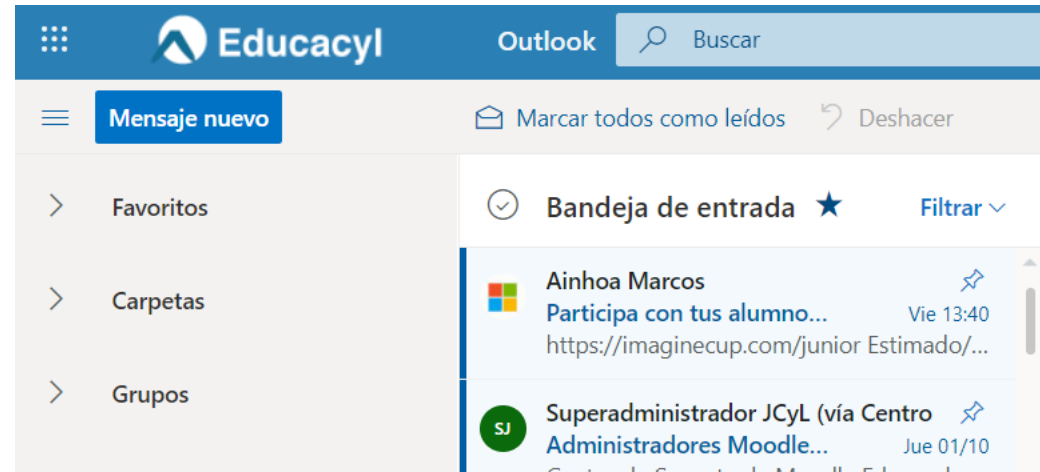 Educacyl
Outlook
Buscar
Mensaje nuevo
Marcar todos como leídos
Deshacer
Favoritos
Carpetas
Grupos
Bandeja de entrada
Filtrar
Ainhoa Marcos
Participa con tus alumno... Vie 13:40
https://imaginecup.com/junior Estimado/...
SJ
Superadministrador JCyL (vía Centro
Administradores Moodle... Jue 01/10